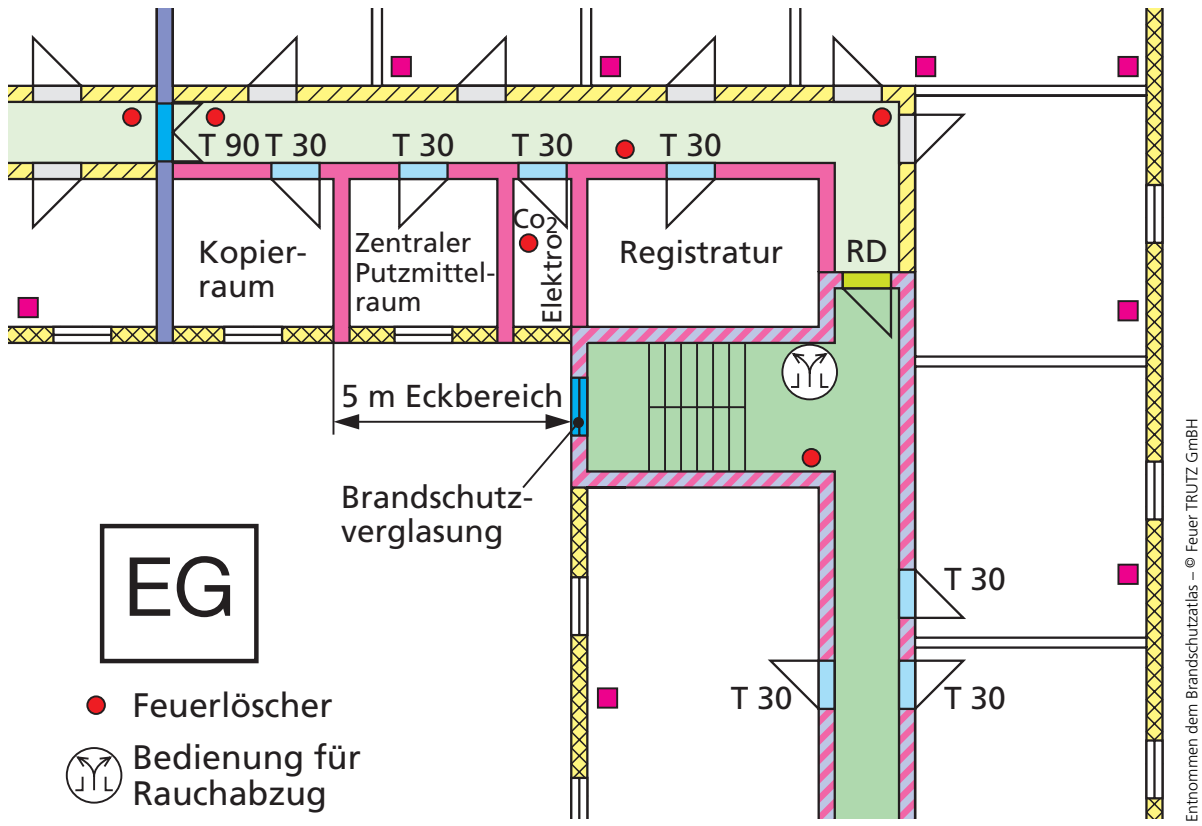 T 90 T 30
T 30
T 30
T 30
Kopier-
raum
Zentraler
Putzmittel-
raum
Co2
Elektro
Registratur
RD
5 m Eckbereich
Brandschutz-
verglasung
EG
T 30
T 30
T 30
Feuerlöscher
Bedienung für
Rauchabzug
Entnommen dem Brandschutzatlas – © Feuer TRUTZ GmbH